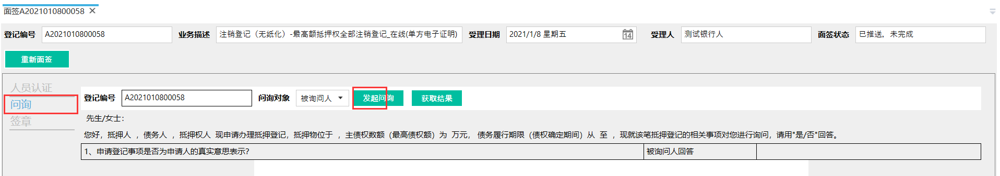 面签A2021010800058
登记编号 A2021010800058 业务描述 注销登记（无纸化）-最高额抵押权全部注销登记_在线(单方电子证明) 受理日期 2021/1/8 星期五 14 受理人 测试银行人 面签状态 已推送，未完成
重新面签
人员认证
问询
签章
登记编号 A2021010800058 问询对象 被询问人 发起问询 获取结果
先生/女士：
您好，抵押人 ，债务人 ，抵押权人 现申请办理抵押登记，抵押物位于 ，主债权数额（最高债权额）为 万元， 债务履行期限（债权确定期间）从 至 ，现就该笔抵押登记的相关事项对您进行询问，请用"是/否"回答。
1、申请登记事项是否为申请人的真实意思表示? 被询问人回答